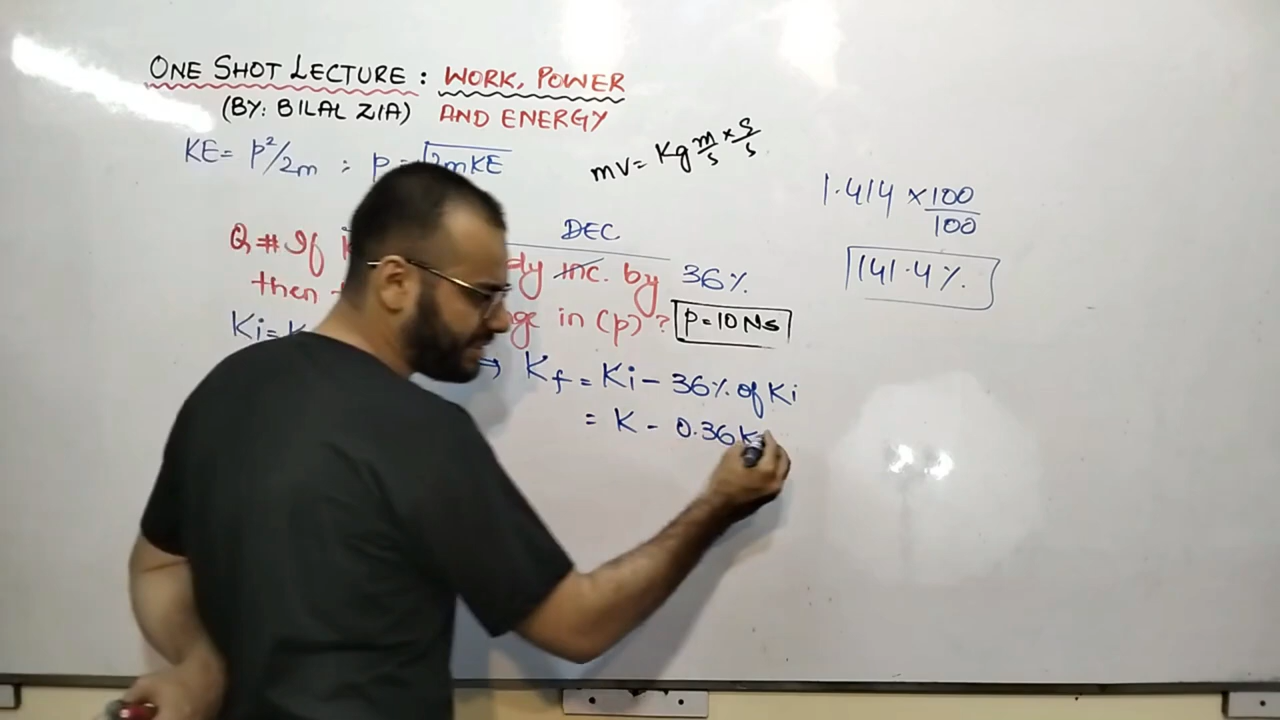 ONE SHOT LECTURE : WORK, POWER
(BY: BILAL ZIA) AND ENERGY
KE = P²/2m ; P = √2mKE
mv = Kg m/s × s/s
1.414 × 100/100
141.4%
DEC
Q# If inc. by 36%
then in (p) ? P = 10 Ns
Ki = K
⇒ Kf = Ki - 36% of Ki
= K - 0.36K